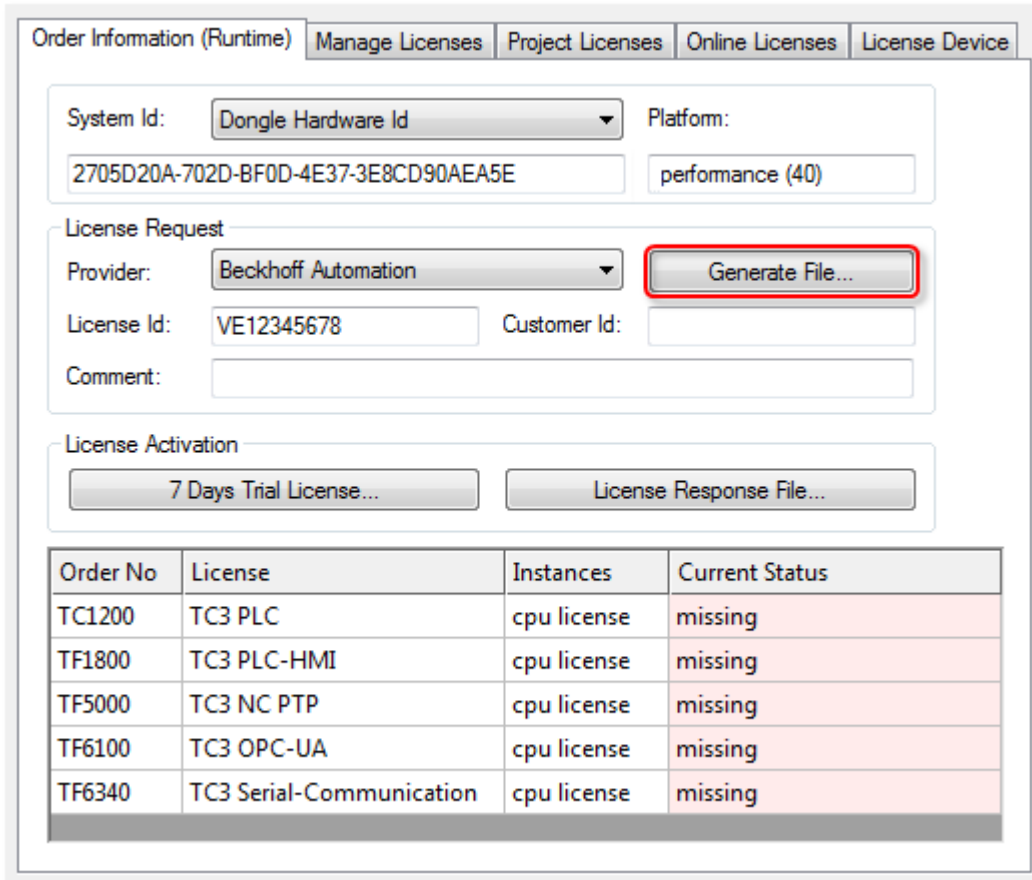 Order Information (Runtime) Manage Licenses Project Licenses Online Licenses License Device
System Id: Dongle Hardware Id Platform:
2705D20A-702D-BF0D-4E37-3E8CD90AEA5E performance (40)
License Request
Provider: Beckhoff Automation Generate File...
License Id: VE12345678 Customer Id:
Comment:
License Activation
7 Days Trial License... License Response File...
Order No License Instances Current Status
TC1200 TC3 PLC cpu license missing
TF1800 TC3 PLC-HMI cpu license missing
TF5000 TC3 NC PTP cpu license missing
TF6100 TC3 OPC-UA cpu license missing
TF6340 TC3 Serial-Communication cpu license missing